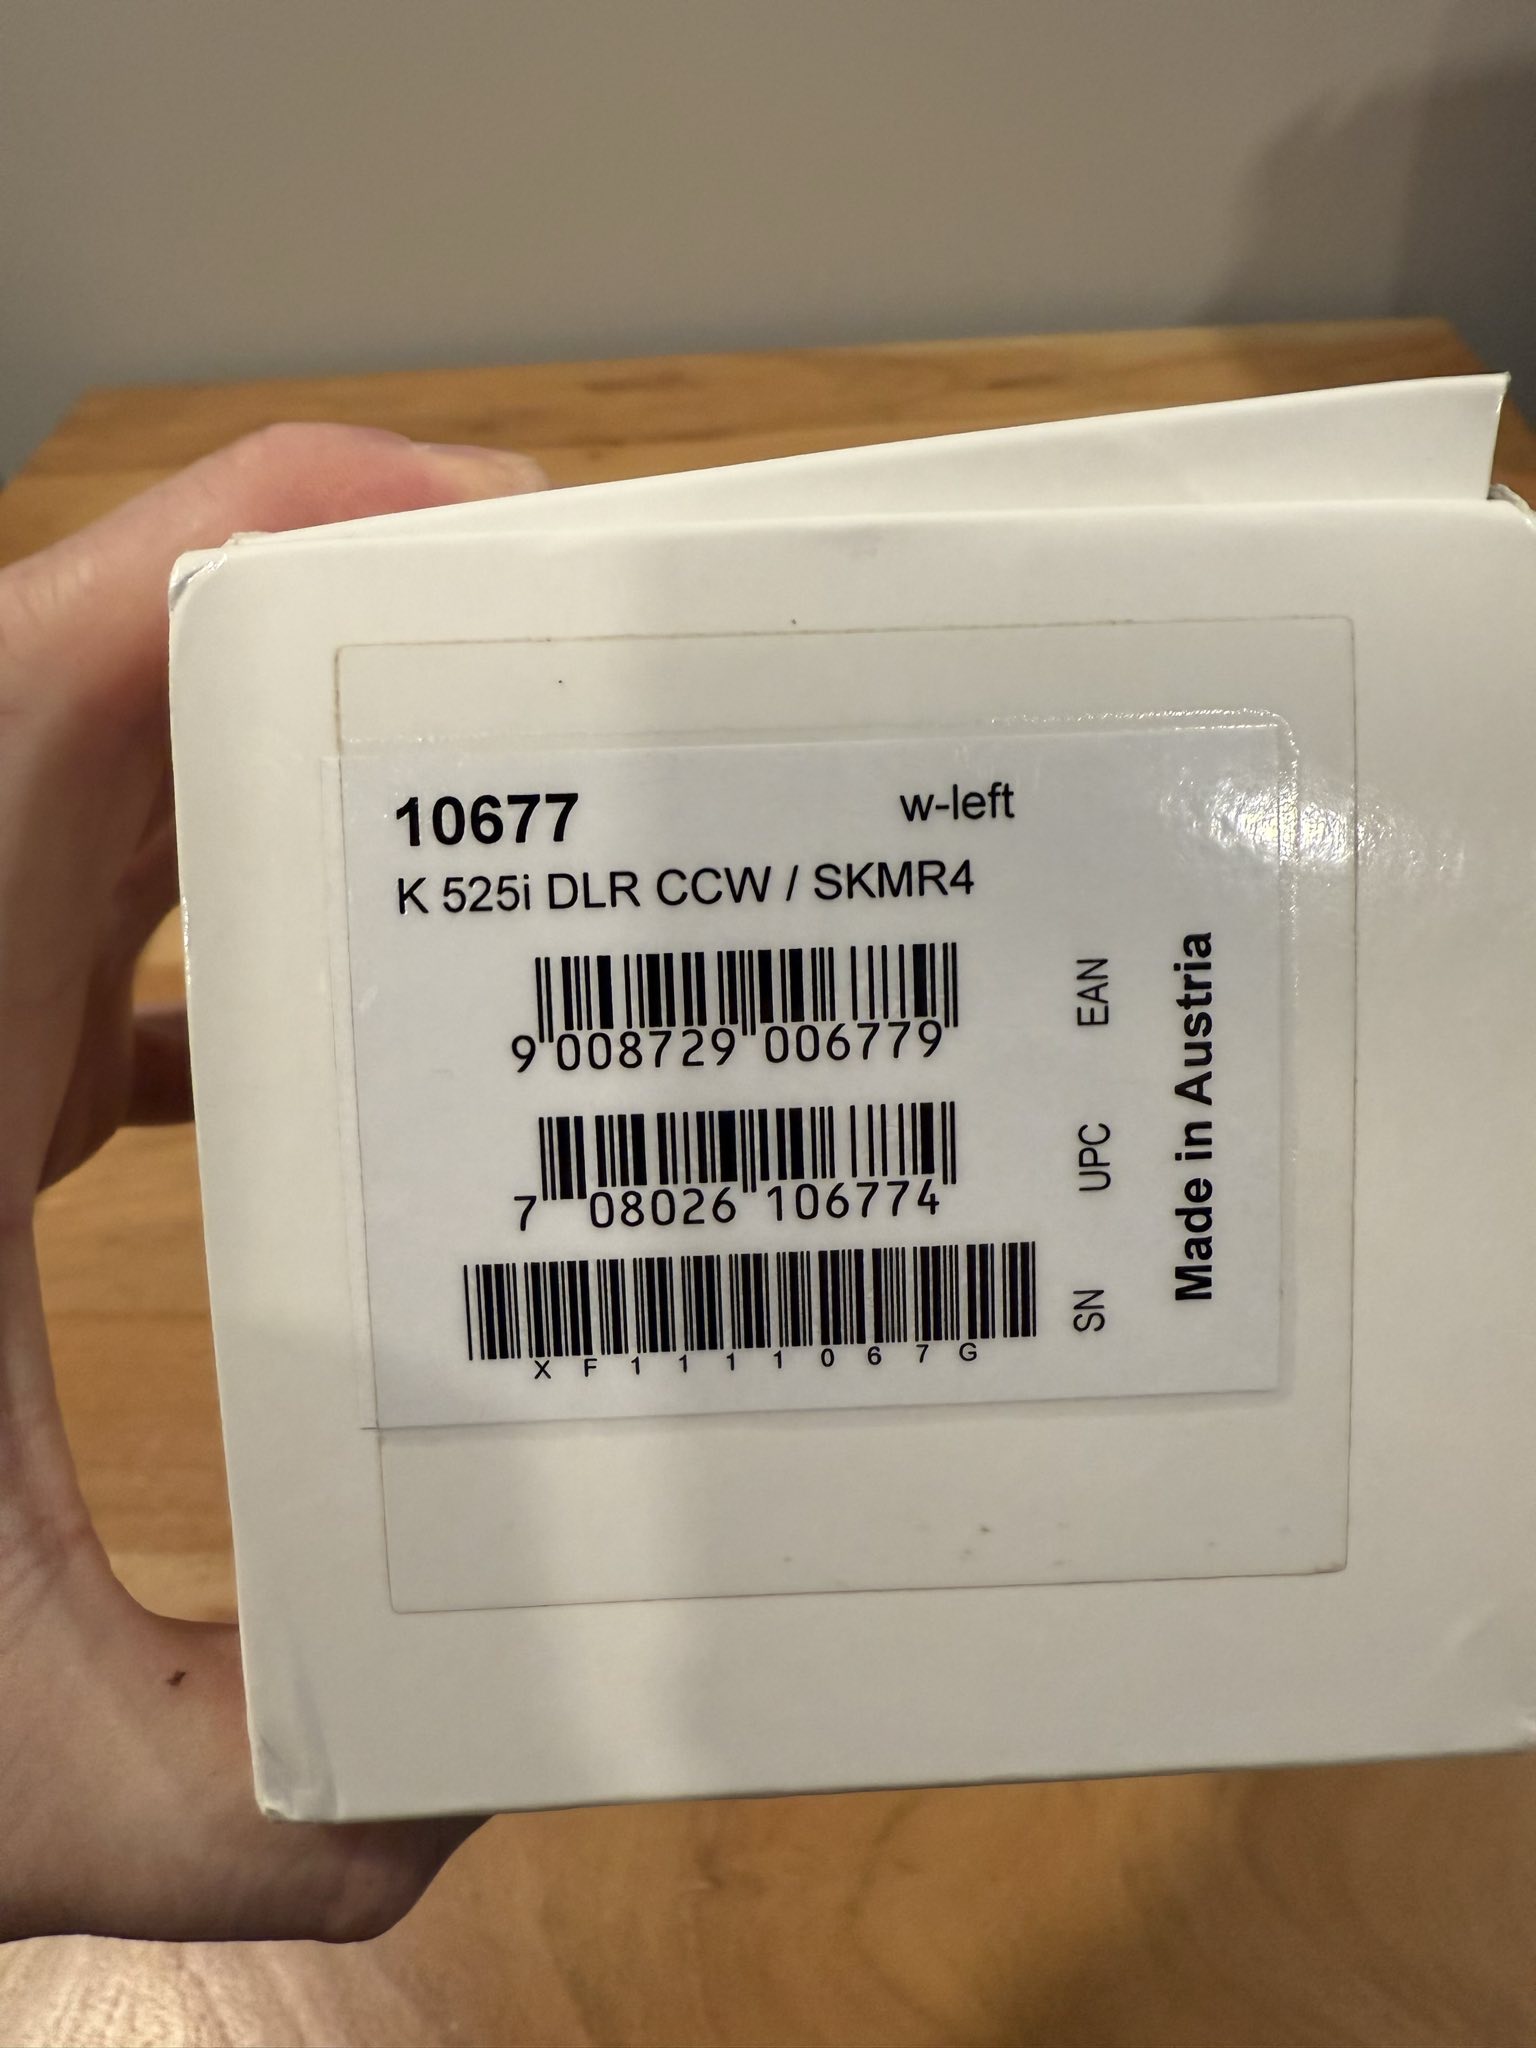 10677 w-left
K 525i DLR CCW / SKMR4
9 008729 006779 EAN
7 08026 106774 UPC
XF1111067G SN
Made in Austria